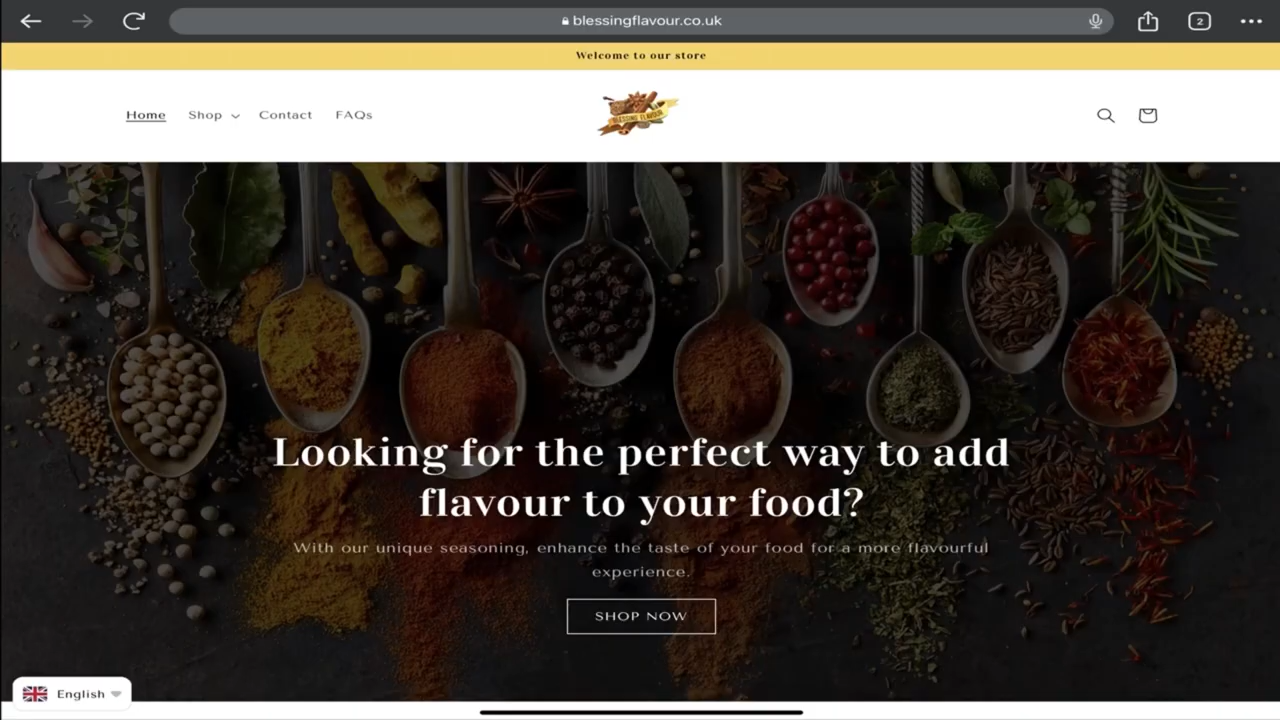 blessingflavour.co.uk
2
Welcome to our store
Home Shop Contact FAQs
BLESSING FLAVOUR
Looking for the perfect way to add
flavour to your food?
With our unique seasoning, enhance the taste of your food for a more flavourful
experience.
SHOP NOW
English